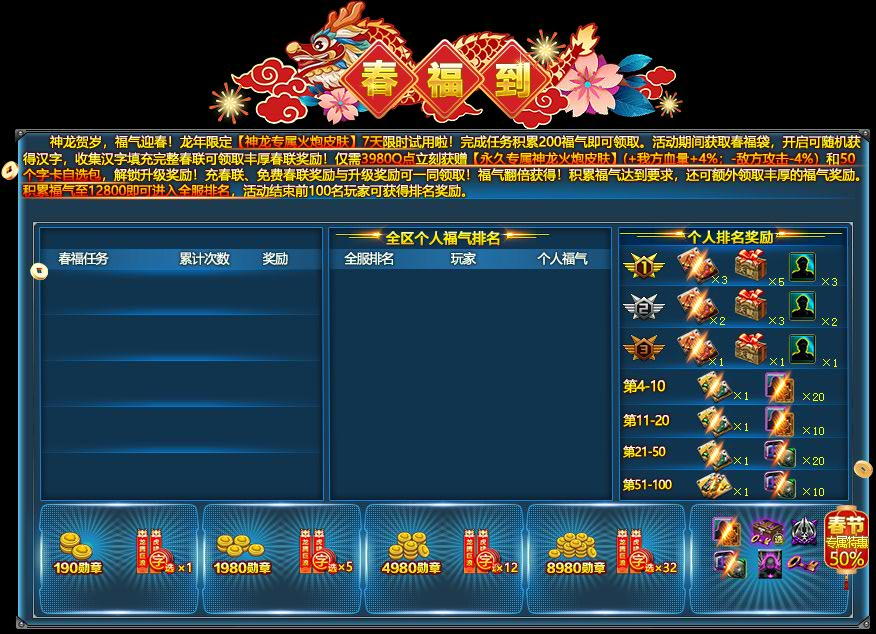 春福到
神龙贺岁，福气迎春！龙年限定【神龙专属火炮皮肤】7天限时试用啦！完成任务积累200福气即可领取。活动期间获取春福袋，开启可随机获
得汉字，收集汉字填充完整春联可领取丰厚春联奖励！仅需3980Q点立刻获赠【永久专属神龙火炮皮肤】(+我方血量+4%；-敌方攻击-4%）和50
个字卡自选包，解锁升级奖励！充春联、免费春联奖励与升级奖励可一同领取！福气翻倍获得！积累福气达到要求，还可额外领取丰厚的福气奖励。
积累福气至12800即可进入全服排名，活动结束前100名玩家可获得排名奖励。
春福任务 累计次数 奖励
全区个人福气排名
全服排名 玩家 个人福气
个人排名奖励
1 ×3 ×5 ×3
2 ×2 ×3 ×2
3 ×1 ×1 ×1
第4-10 ×1 ×20
第11-20 ×1 ×10
第21-50 ×1 ×20
第51-100 ×1 ×10
190勋章 字选×1
1980勋章 字选×5
4980勋章 字选×12
8980勋章 字选×32
春节
专属特惠
50%